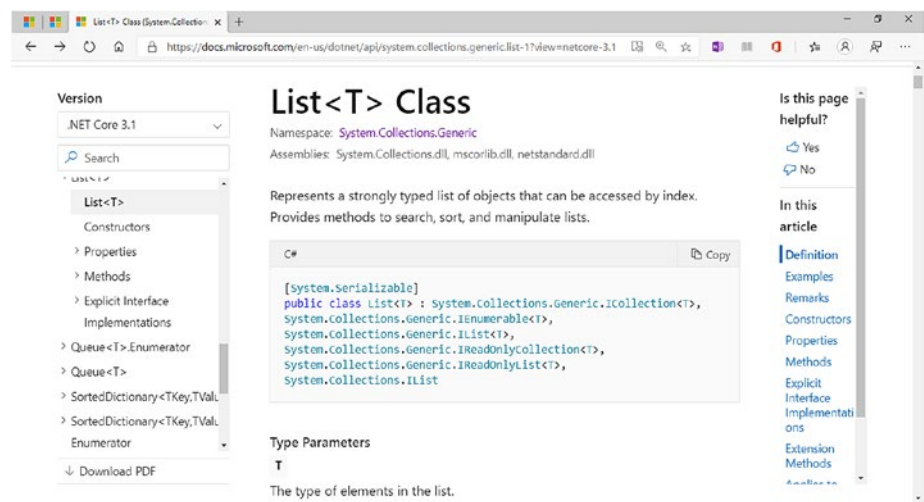 List<T> Class (System.Collection
https://docs.microsoft.com/en-us/dotnet/api/system.collections.generic.list-1?view=netcore-3.1
Version
.NET Core 3.1
Search
List<T>
List<T>
Constructors
Properties
Methods
Explicit Interface
Implementations
Queue<T>.Enumerator
Queue<T>
SortedDictionary<TKey,TValu
SortedDictionary<TKey,TValu
Enumerator
Download PDF
List<T> Class
Namespace: System.Collections.Generic
Assemblies: System.Collections.dll, mscorlib.dll, netstandard.dll
Represents a strongly typed list of objects that can be accessed by index.
Provides methods to search, sort, and manipulate lists.
C#
Copy
[System.Serializable]
public class List<T> : System.Collections.Generic.ICollection<T>,
System.Collections.Generic.IEnumerable<T>,
System.Collections.Generic.IList<T>,
System.Collections.Generic.IReadOnlyCollection<T>,
System.Collections.Generic.IReadOnlyList<T>,
System.Collections.IList
Type Parameters
T
The type of elements in the list.
Is this page
helpful?
Yes
No
In this
article
Definition
Examples
Remarks
Constructors
Properties
Methods
Explicit
Interface
Implementati
ons
Extension
Methods
Applies to